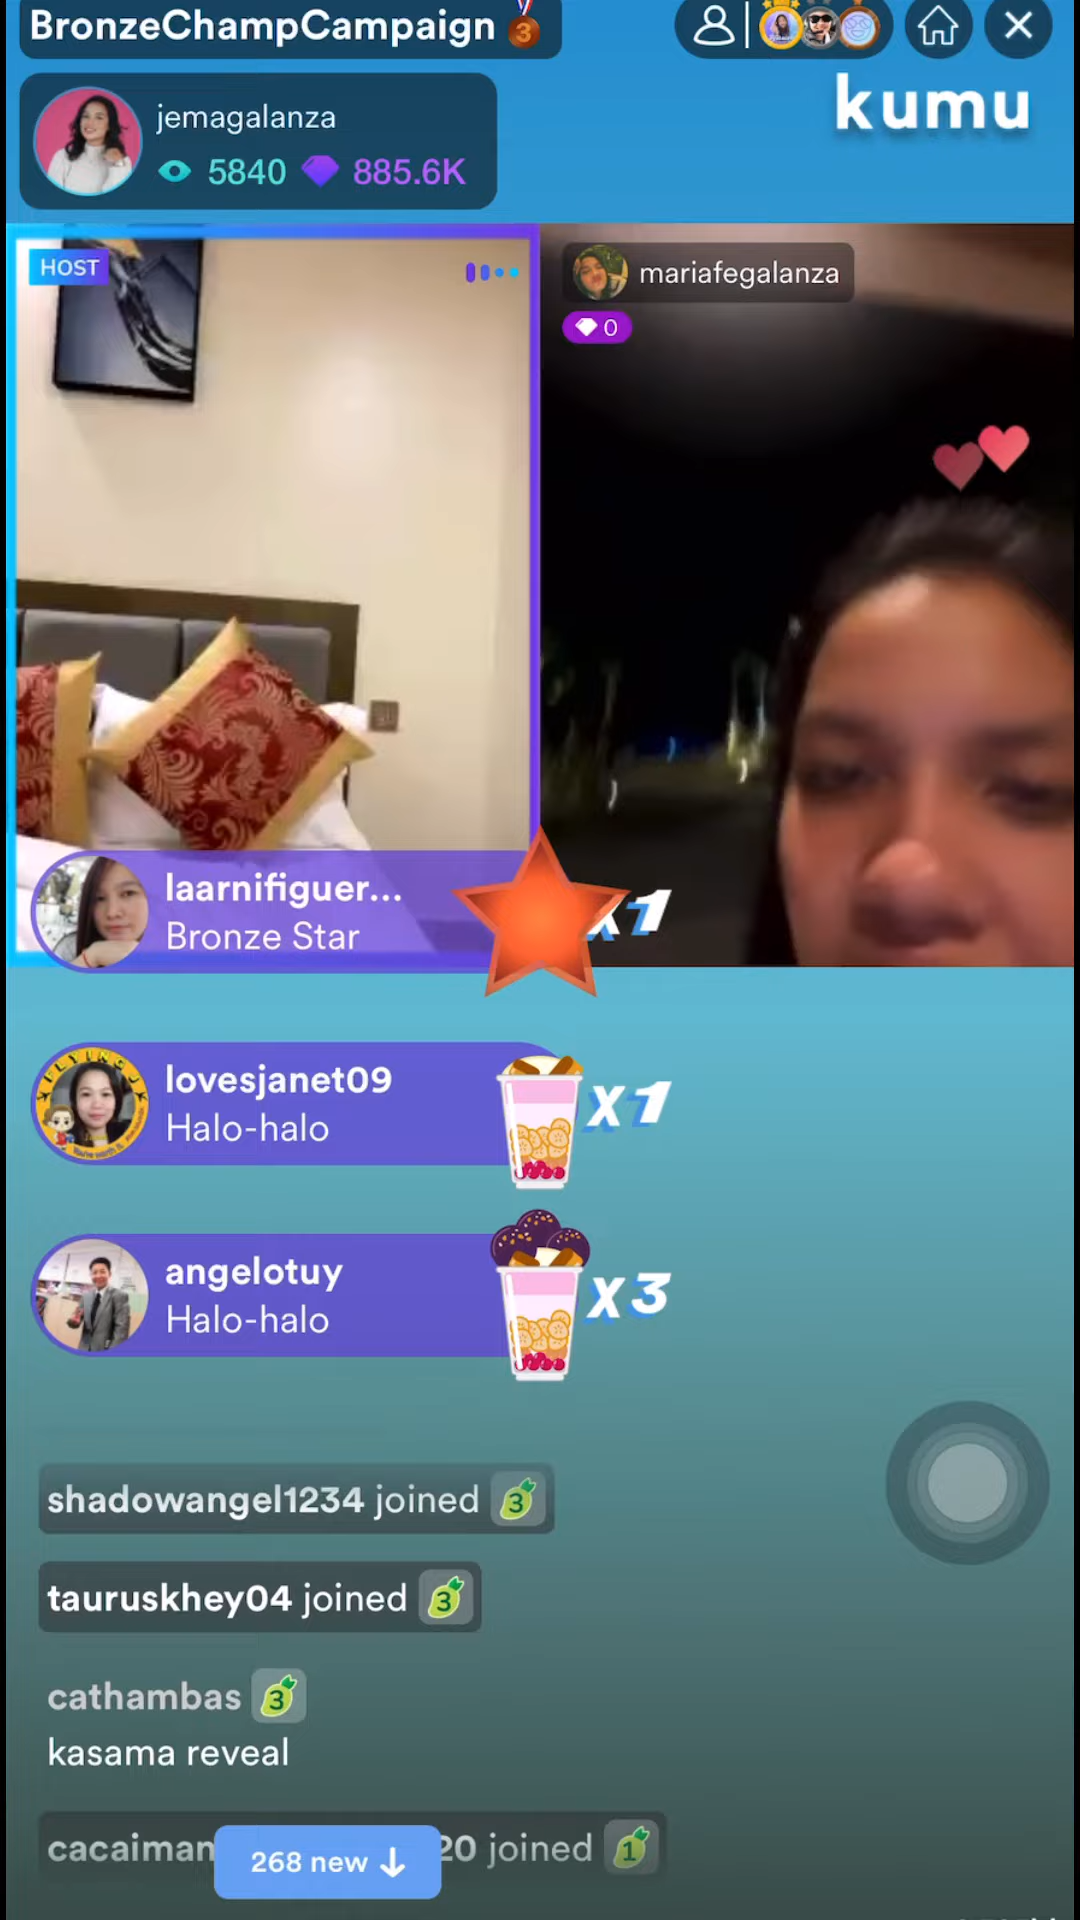 BronzeChampCampaign
3
jemagalanza
5840 885.6K
kumu
HOST
mariafegalanza
0
laarnifiguer...
Bronze Star
x1
lovesjanet09
Halo-halo
x1
angelotuy
Halo-halo
x3
shadowangel1234 joined 3
tauruskhey04 joined 3
cathambas 3
kasama reveal
20 joined 1
268 new